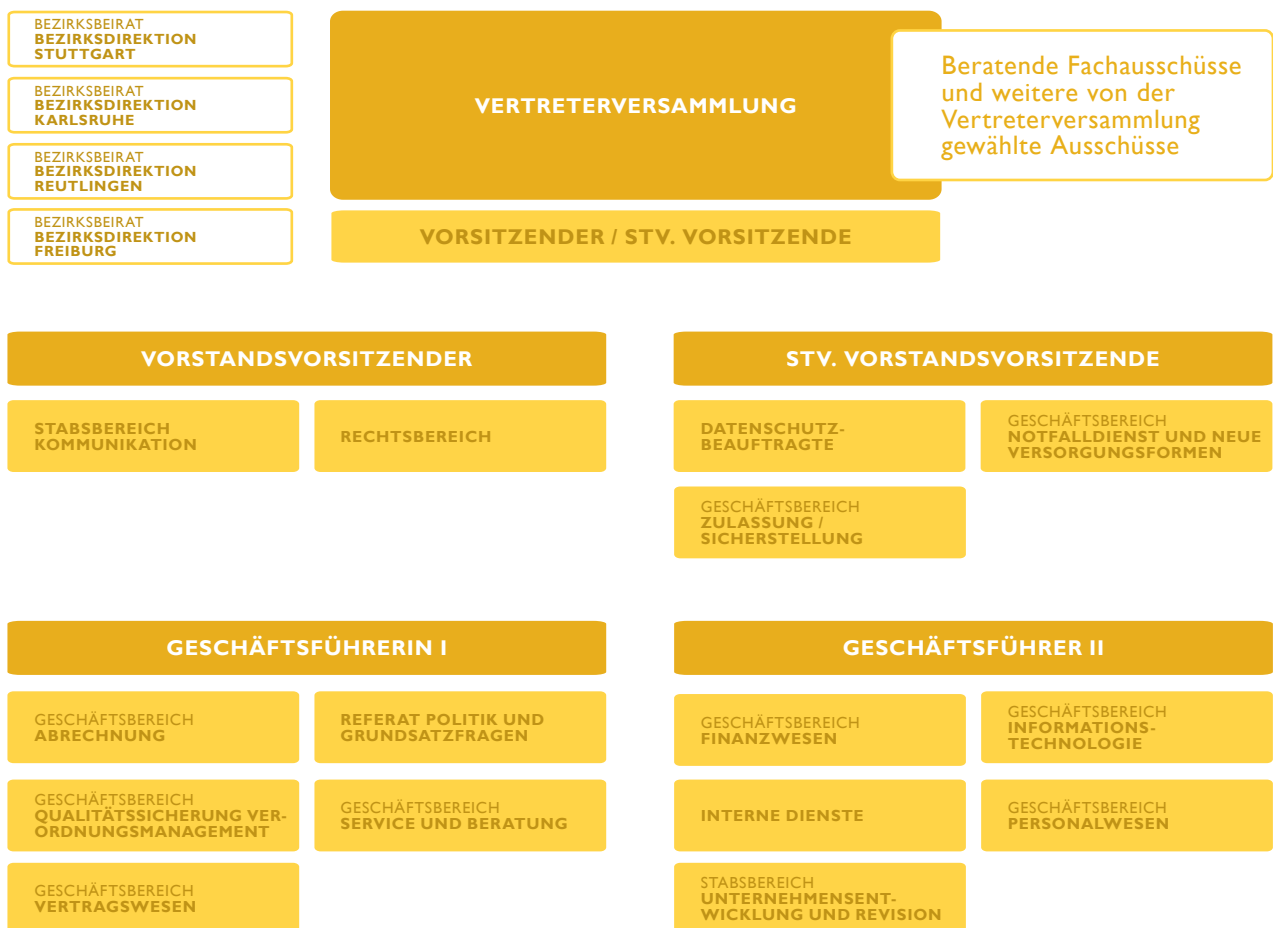 BEZIRKSBEIRAT
BEZIRKSDIREKTION
STUTTGART
BEZIRKSBEIRAT
BEZIRKSDIREKTION
KARLSRUHE
BEZIRKSBEIRAT
BEZIRKSDIREKTION
REUTLINGEN
BEZIRKSBEIRAT
BEZIRKSDIREKTION
FREIBURG
VERTRETERVERSAMMLUNG
Beratende Fachausschüsse
und weitere von der
Vertreterversammlung
gewählte Ausschüsse
VORSITZENDER / STV. VORSITZENDE
VORSTANDSVORSITZENDER
STABSBEREICH
KOMMUNIKATION
RECHTSBEREICH
STV. VORSTANDSVORSITZENDE
DATENSCHUTZ-
BEAUFTRAGTE
GESCHÄFTSBEREICH
NOTFALLDIENST UND NEUE
VERSORGUNGSFORMEN
GESCHÄFTSBEREICH
ZULASSUNG /
SICHERSTELLUNG
GESCHÄFTSFÜHRERIN I
GESCHÄFTSBEREICH
ABRECHNUNG
REFERAT POLITIK UND
GRUNDSATZFRAGEN
GESCHÄFTSBEREICH
QUALITÄTSSICHERUNG VER-
ORDNUNGSMANAGEMENT
GESCHÄFTSBEREICH
SERVICE UND BERATUNG
GESCHÄFTSBEREICH
VERTRAGSWESEN
GESCHÄFTSFÜHRER II
GESCHÄFTSBEREICH
FINANZWESEN
GESCHÄFTSBEREICH
INFORMATIONS-
TECHNOLOGIE
INTERNE DIENSTE
GESCHÄFTSBEREICH
PERSONALWESEN
STABSBEREICH
UNTERNEHMENSENT-
WICKLUNG UND REVISION